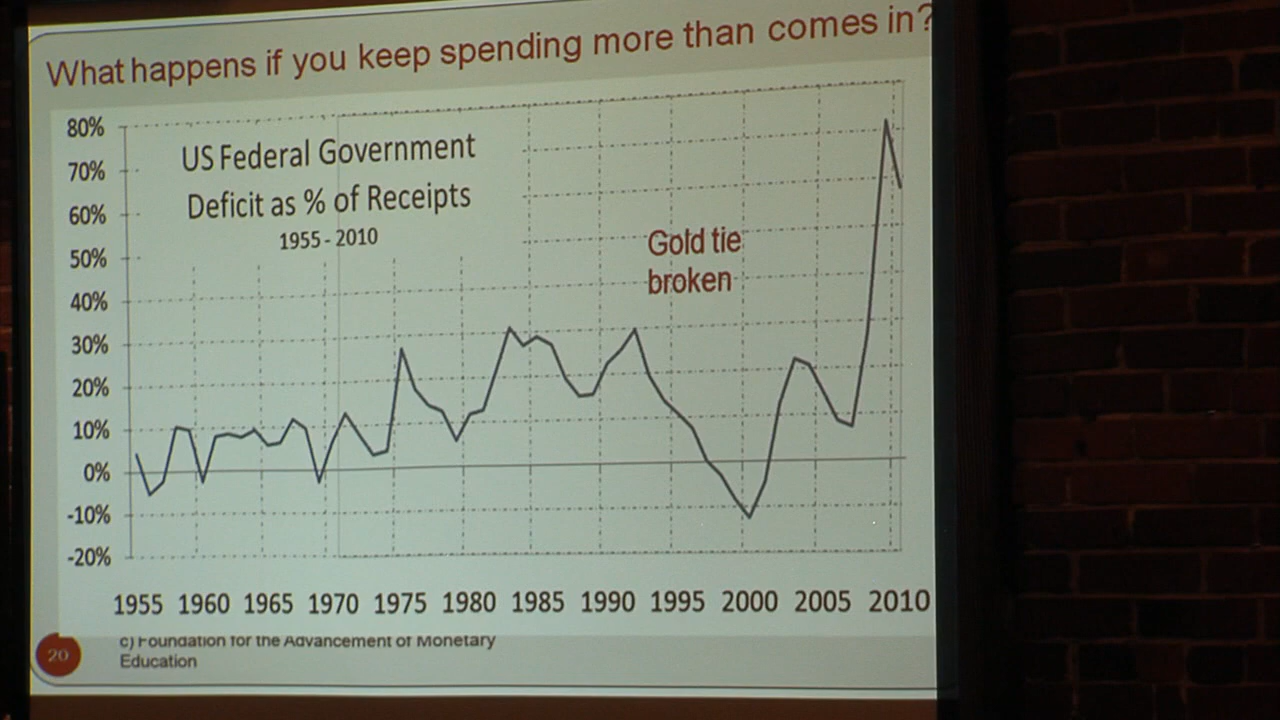 What happens if you keep spending more than comes in?
80%
70%
60%
50%
40%
30%
20%
10%
0%
-10%
-20%
US Federal Government
Deficit as % of Receipts
1955 - 2010
Gold tie
broken
1955 1960 1965 1970 1975 1980 1985 1990 1995 2000 2005 2010
20
c) Foundation for the Advancement of Monetary
Education